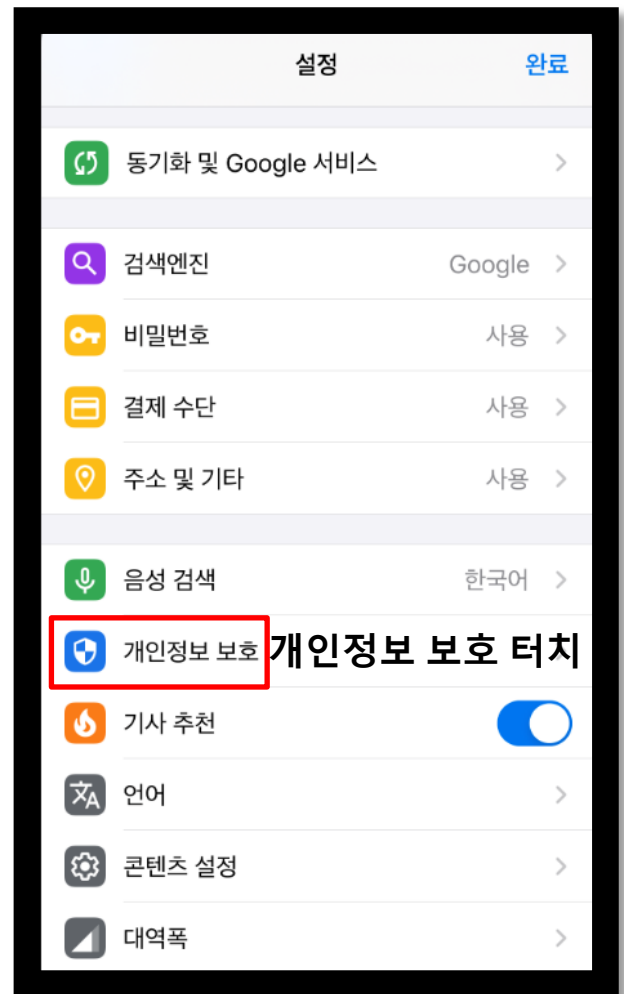 설정 완료
동기화 및 Google 서비스
검색엔진 Google
비밀번호 사용
결제 수단 사용
주소 및 기타 사용
음성 검색 한국어
개인정보 보호 개인정보 보호 터치
기사 추천
언어
콘텐츠 설정
대역폭